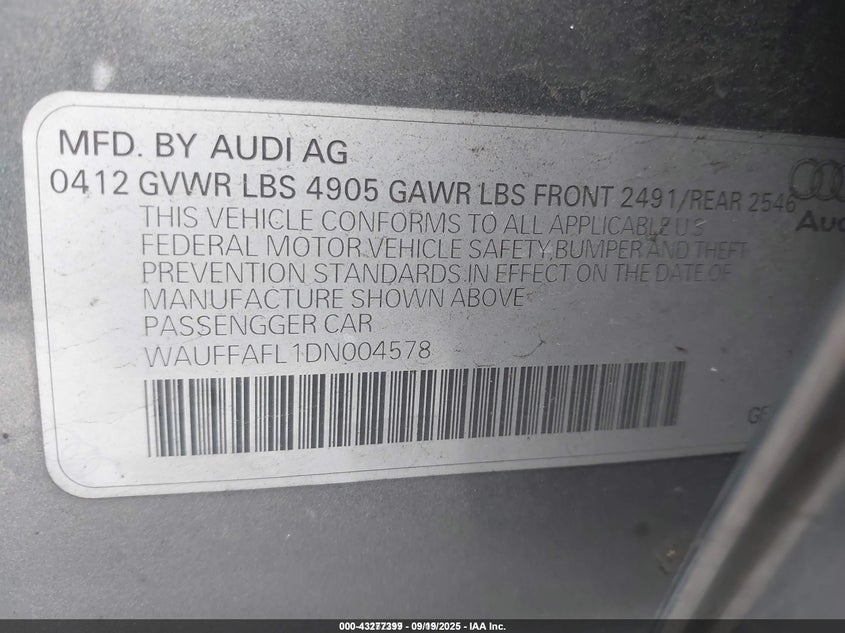 MFD. BY AUDI AG
0412 GVWR LBS 4905 GAWR LBS FRONT 2491/REAR 2546
THIS VEHICLE CONFORMS TO ALL APPLICABLE U.S
FEDERAL MOTOR VEHICLE SAFETY,BUMPER AND THEFT
PREVENTION STANDARDS.IN EFFECT ON THE DATE OF
MANUFACTURE SHOWN ABOVE
PASSENGGER CAR
WAUFFAFL1DN004578
000-43277399 - 09/19/2025 - IAA Inc.